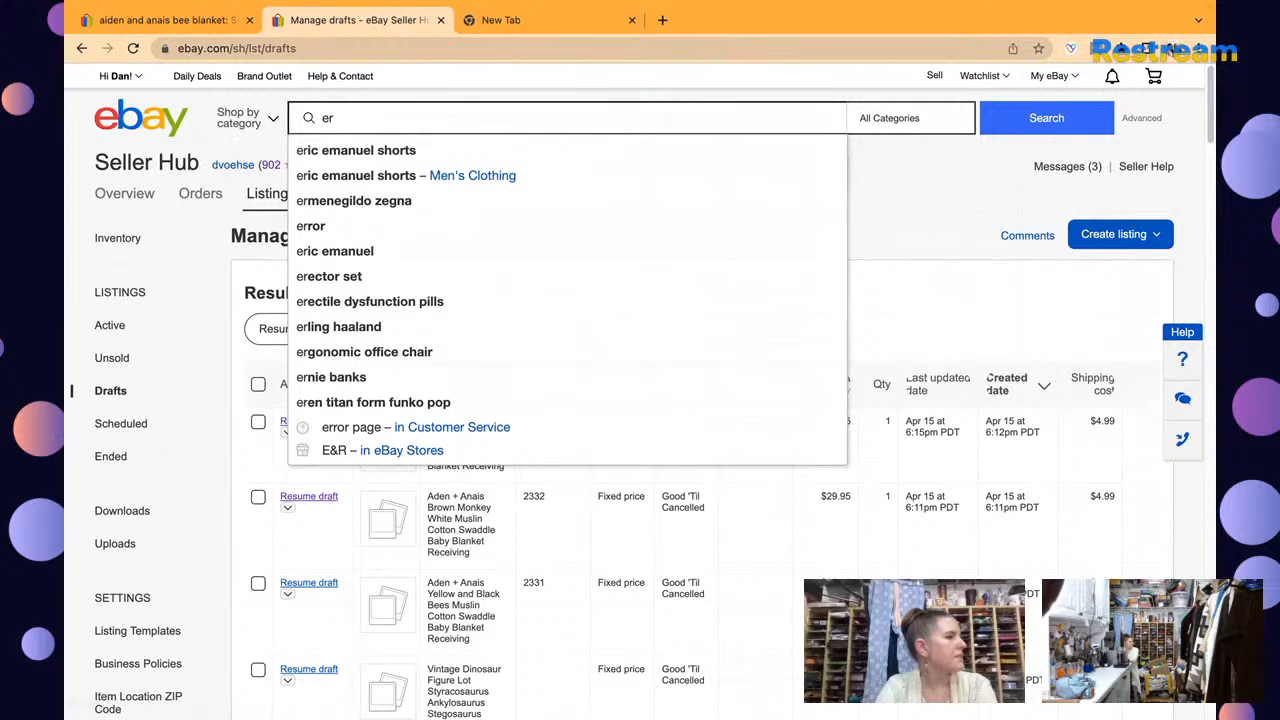 aiden and anais bee blanket: S
Manage drafts - eBay Seller Hu
New Tab
ebay.com/sh/lst/drafts
Restream
Hi Dan!
Daily Deals
Brand Outlet
Help & Contact
Sell
Watchlist
My eBay
ebay
Shop by
category
er
All Categories
Search
Advanced
Seller Hub
dvoehse (902
Messages (3) | Seller Help
Overview
Orders
Listing
eric emanuel shorts
eric emanuel shorts – Men's Clothing
ermenegildo zegna
error
eric emanuel
erector set
erectile dysfunction pills
erling haaland
ergonomic office chair
ernie banks
eren titan form funko pop
error page – in Customer Service
E&R – in eBay Stores
Inventory
LISTINGS
Active
Unsold
Drafts
Scheduled
Ended
Downloads
Uploads
SETTINGS
Listing Templates
Business Policies
Item Location ZIP
Code
Manag
Comments
Create listing
Resul
Resum
Help
?
A
Qty
Last updated
date
Created
date
Shipping
cost
1
Apr 15 at
6:15pm PDT
Apr 15 at
6:12pm PDT
$4.99
Blanket Receiving
Resume draft
Aden + Anais
Brown Monkey
White Muslin
Cotton Swaddle
Baby Blanket
Receiving
2332
Fixed price
Good 'Til
Cancelled
$29.95
1
Apr 15 at
6:11pm PDT
Apr 15 at
6:11pm PDT
$4.99
Resume draft
Aden + Anais
Yellow and Black
Bees Muslin
Cotton Swaddle
Baby Blanket
Receiving
2331
Fixed price
Good 'Til
Cancelled
Resume draft
Vintage Dinosaur
Figure Lot
Styracosaurus
Ankylosaurus
Stegosaurus
Fixed price
Good 'Til
Cancelled